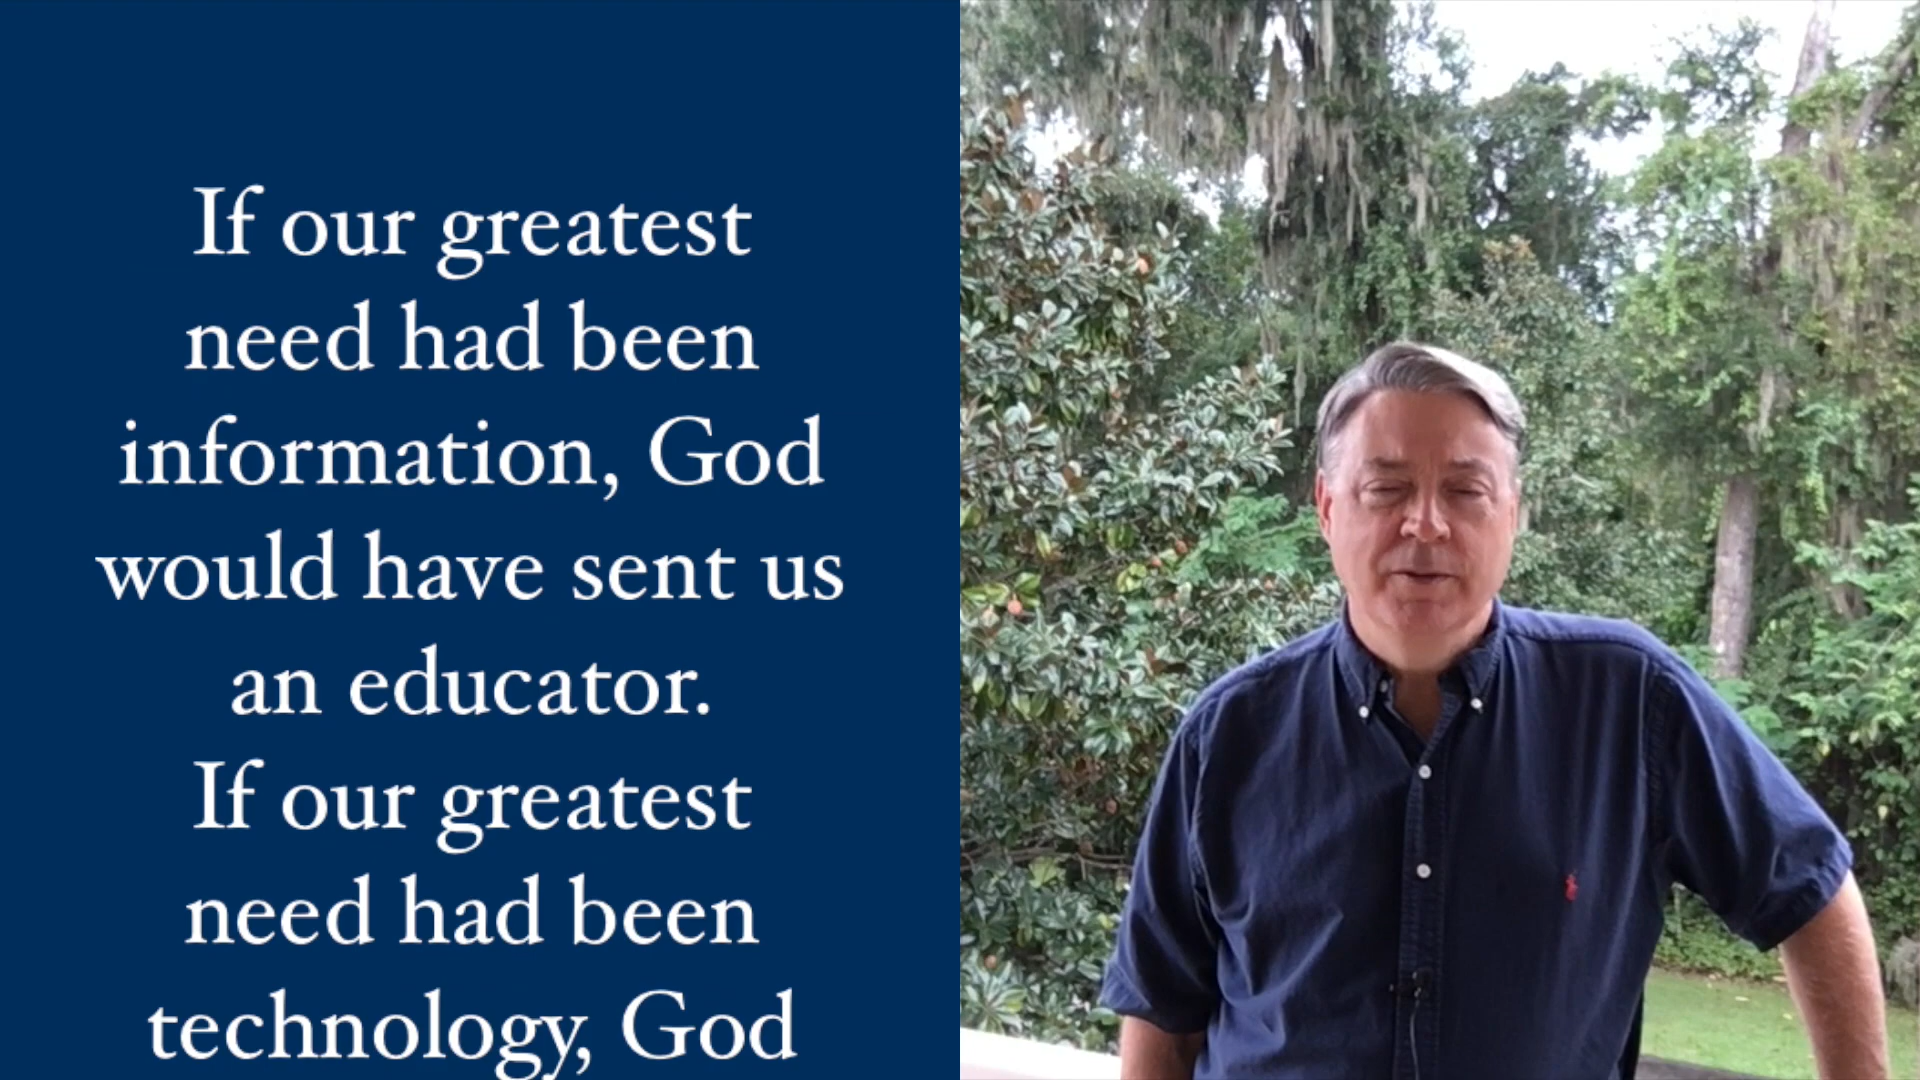 If our greatest
need had been
information, God
would have sent us
an educator.
If our greatest
need had been
technology, God